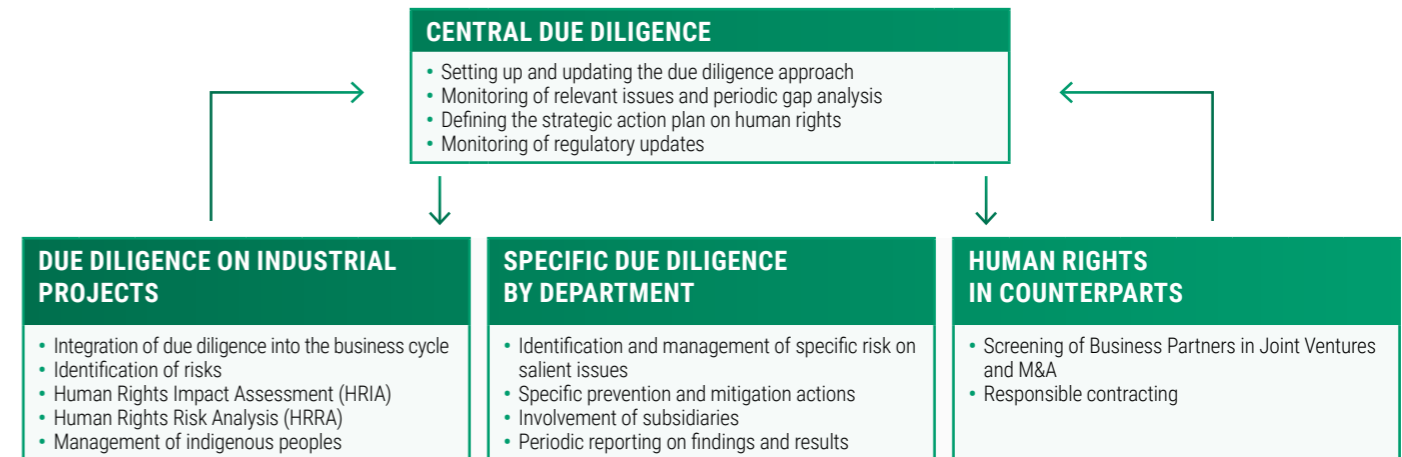 CENTRAL DUE DILIGENCE
• Setting up and updating the due diligence approach
• Monitoring of relevant issues and periodic gap analysis
• Defining the strategic action plan on human rights
• Monitoring of regulatory updates
DUE DILIGENCE ON INDUSTRIAL
PROJECTS
• Integration of due diligence into the business cycle
• Identification of risks
• Human Rights Impact Assessment (HRIA)
• Human Rights Risk Analysis (HRRA)
• Management of indigenous peoples
SPECIFIC DUE DILIGENCE
BY DEPARTMENT
• Identification and management of specific risk on
salient issues
• Specific prevention and mitigation actions
• Involvement of subsidiaries
• Periodic reporting on findings and results
HUMAN RIGHTS
IN COUNTERPARTS
• Screening of Business Partners in Joint Ventures
and M&A
• Responsible contracting